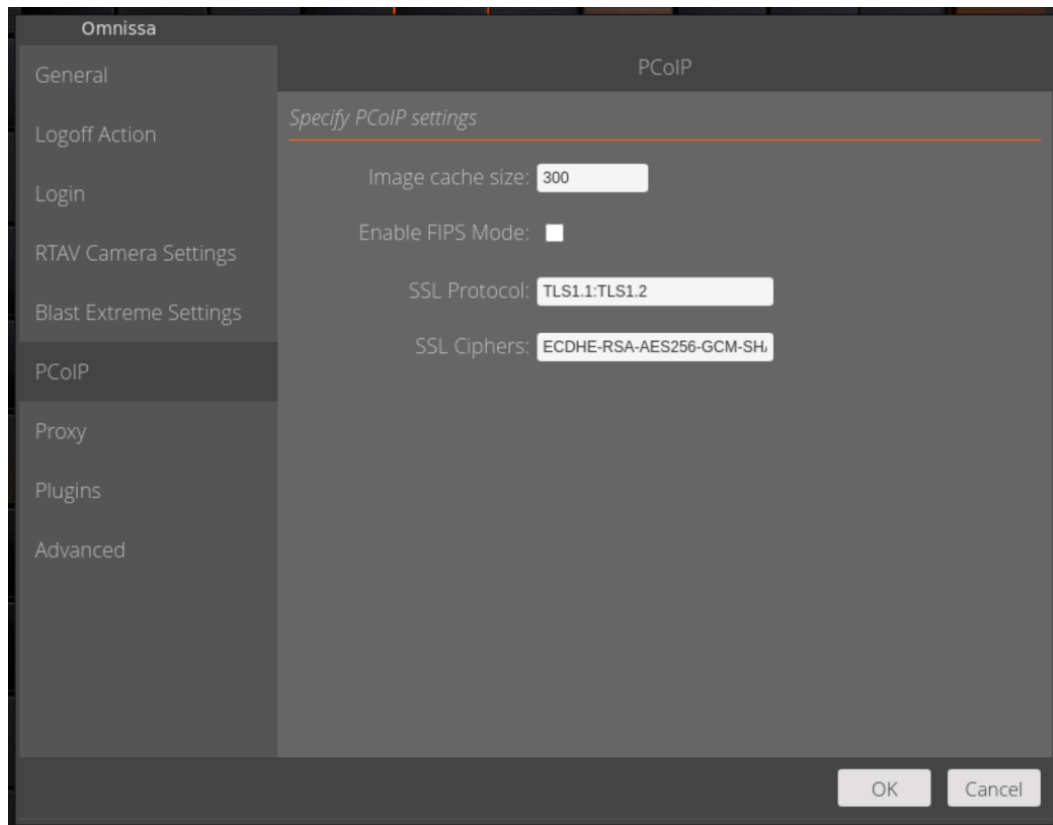 Omnissa
General
Logoff Action
Login
RTAV Camera Settings
Blast Extreme Settings
PCoIP
Proxy
Plugins
Advanced
PCoIP
Specify PCoIP settings
Image cache size: 300
Enable FIPS Mode:
SSL Protocol: TLS1.1:TLS1.2
SSL Ciphers: ECDHE-RSA-AES256-GCM-SH
OK Cancel